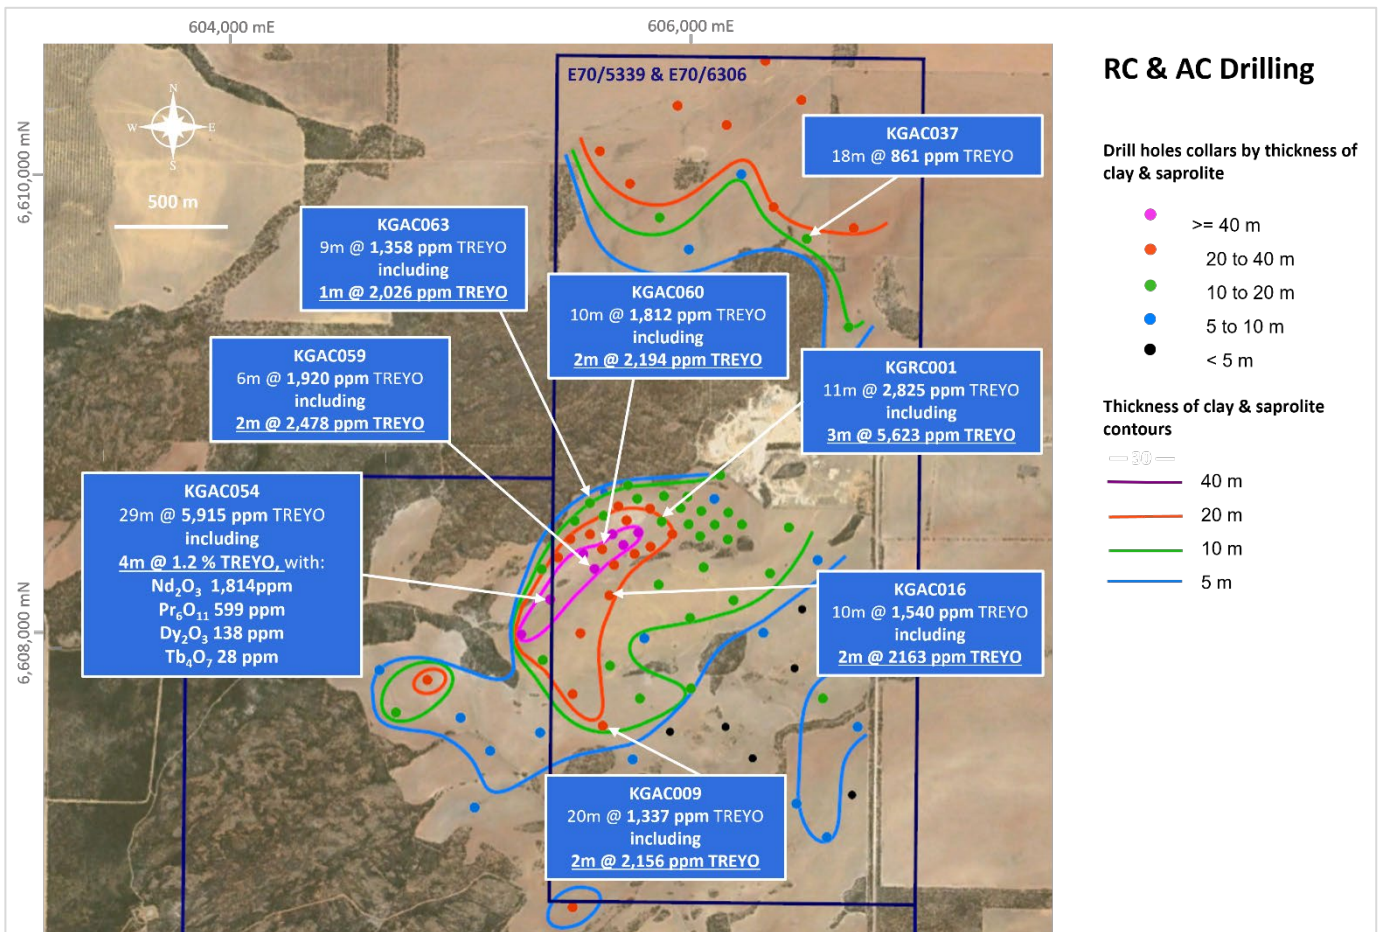 604,000 mE
606,000 mE
6,610,000 mN
6,608,000 mN
N
W
E
S
500 m
E70/5339 & E70/6306
KGAC037
18m @ 861 ppm TREYO
KGAC063
9m @ 1,358 ppm TREYO
including
1m @ 2,026 ppm TREYO
KGAC060
10m @ 1,812 ppm TREYO
including
2m @ 2,194 ppm TREYO
KGAC059
6m @ 1,920 ppm TREYO
including
2m @ 2,478 ppm TREYO
KGRC001
11m @ 2,825 ppm TREYO
including
3m @ 5,623 ppm TREYO
KGAC054
29m @ 5,915 ppm TREYO
including
4m @ 1.2 % TREYO, with:
Nd₂O₃ 1,814ppm
Pr₆O₁₁ 599 ppm
Dy₂O₃ 138 ppm
Tb₄O₇ 28 ppm
KGAC016
10m @ 1,540 ppm TREYO
including
2m @ 2163 ppm TREYO
KGAC009
20m @ 1,337 ppm TREYO
including
2m @ 2,156 ppm TREYO
RC & AC Drilling
Drill holes collars by thickness of
clay & saprolite
>= 40 m
20 to 40 m
10 to 20 m
5 to 10 m
< 5 m
Thickness of clay & saprolite
contours
30
40 m
20 m
10 m
5 m